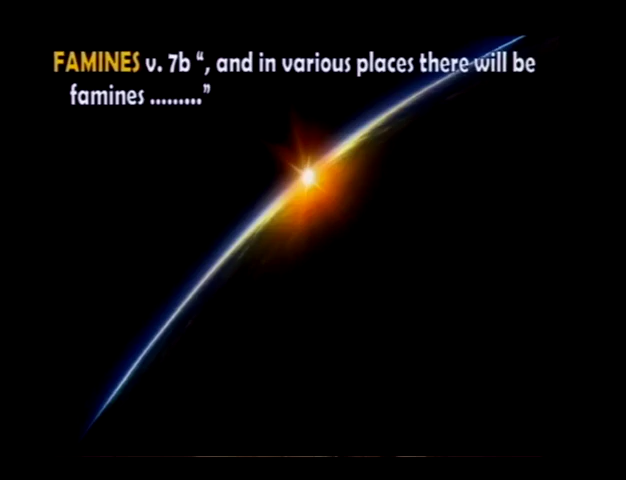 FAMINES v. 7b “, and in various places there will be
famines .........”